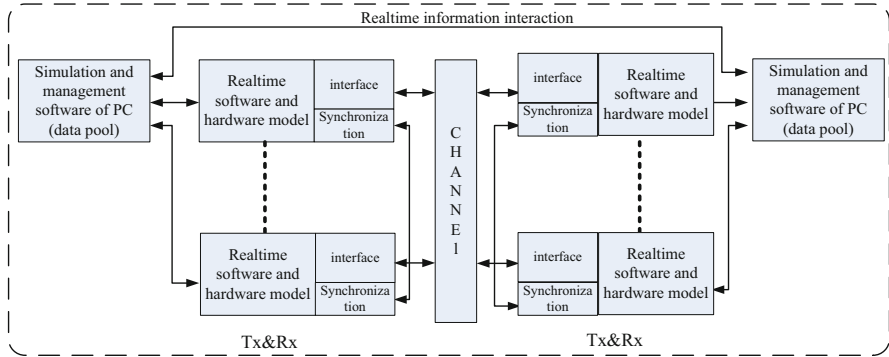 Realtime information interaction
Simulation and
management
software of PC
(data pool)
Realtime
software and
hardware model
interface
Synchroniza
tion
CHANNEl
interface
Synchroniza
tion
Realtime
software and
hardware model
Simulation and
management
software of PC
(data pool)
Realtime
software and
hardware model
interface
Synchroniza
tion
interface
Synchroniza
tion
Realtime
software and
hardware model
Tx&Rx
Tx&Rx